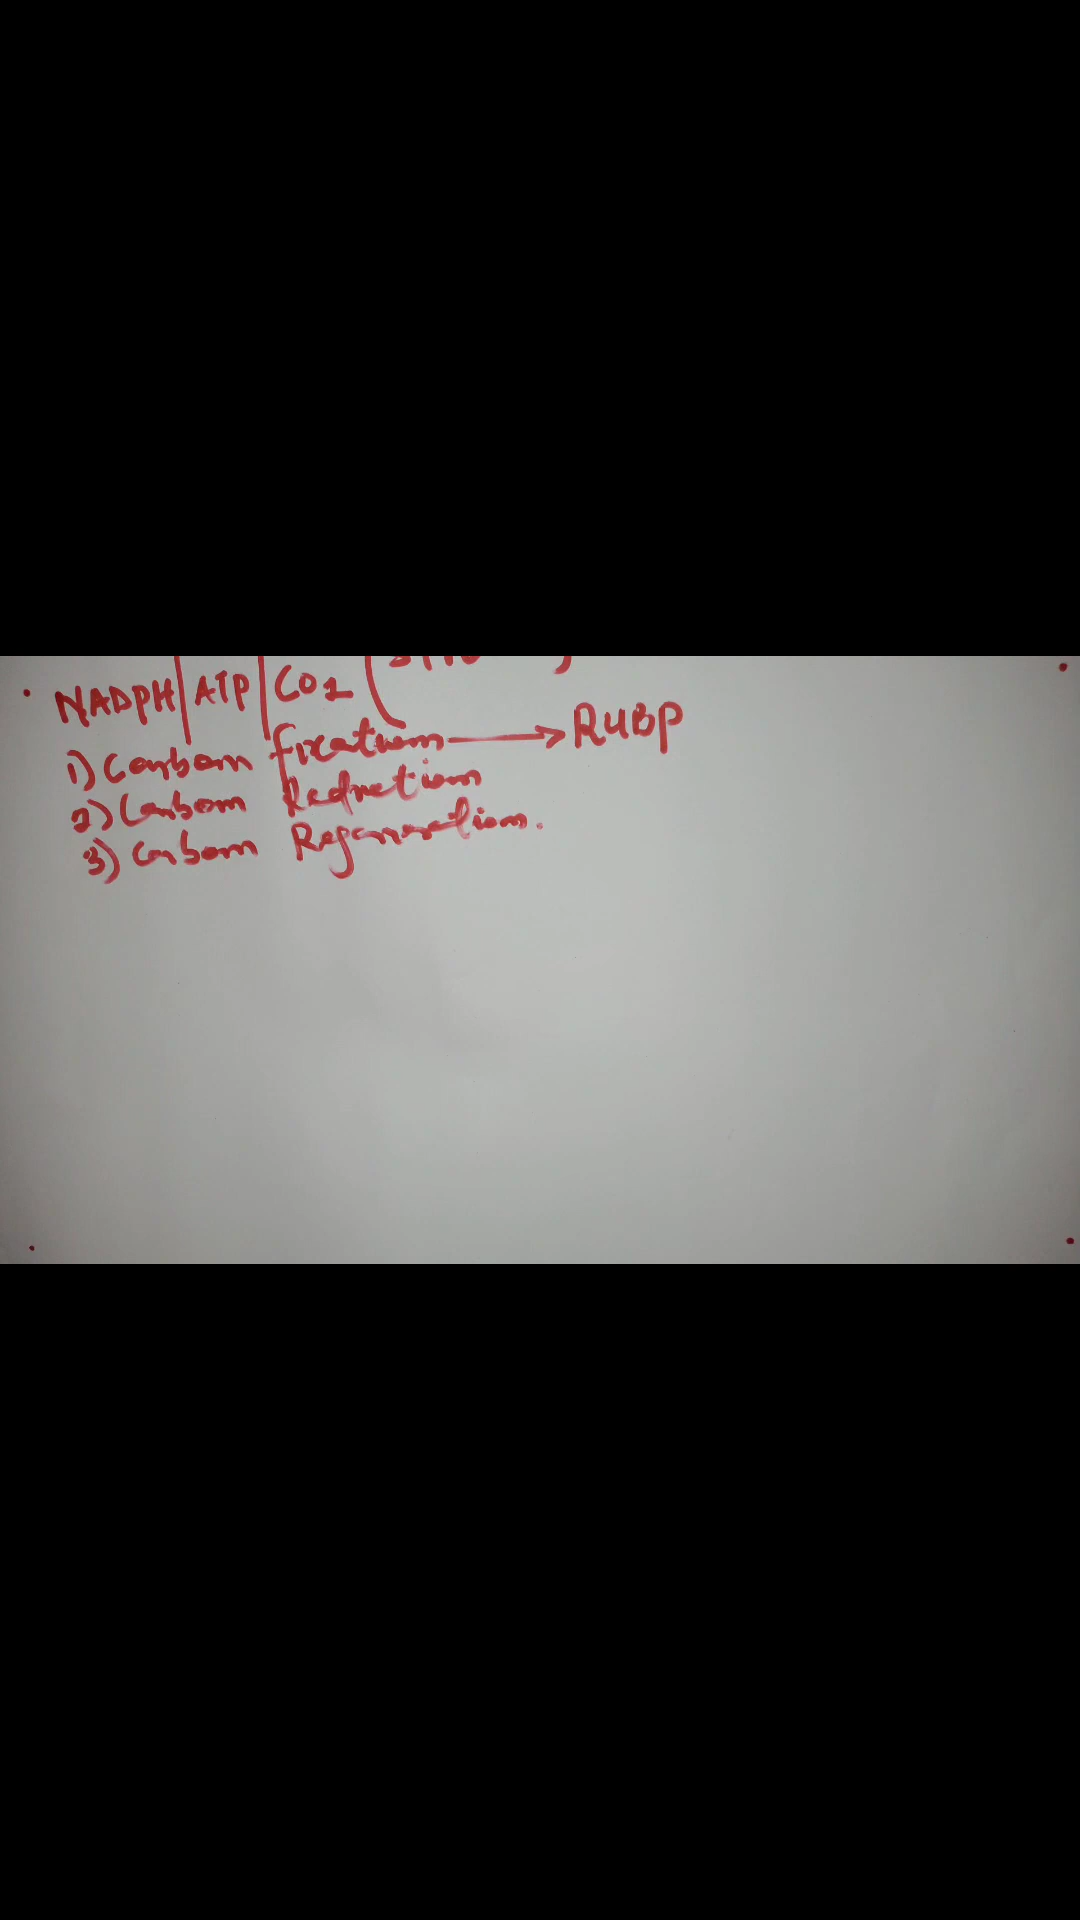 NADPH|ATP|CO2 (
1) Carbon fixation → RUBP
2) Carbon Reduction
3) Carbon Regeneration.